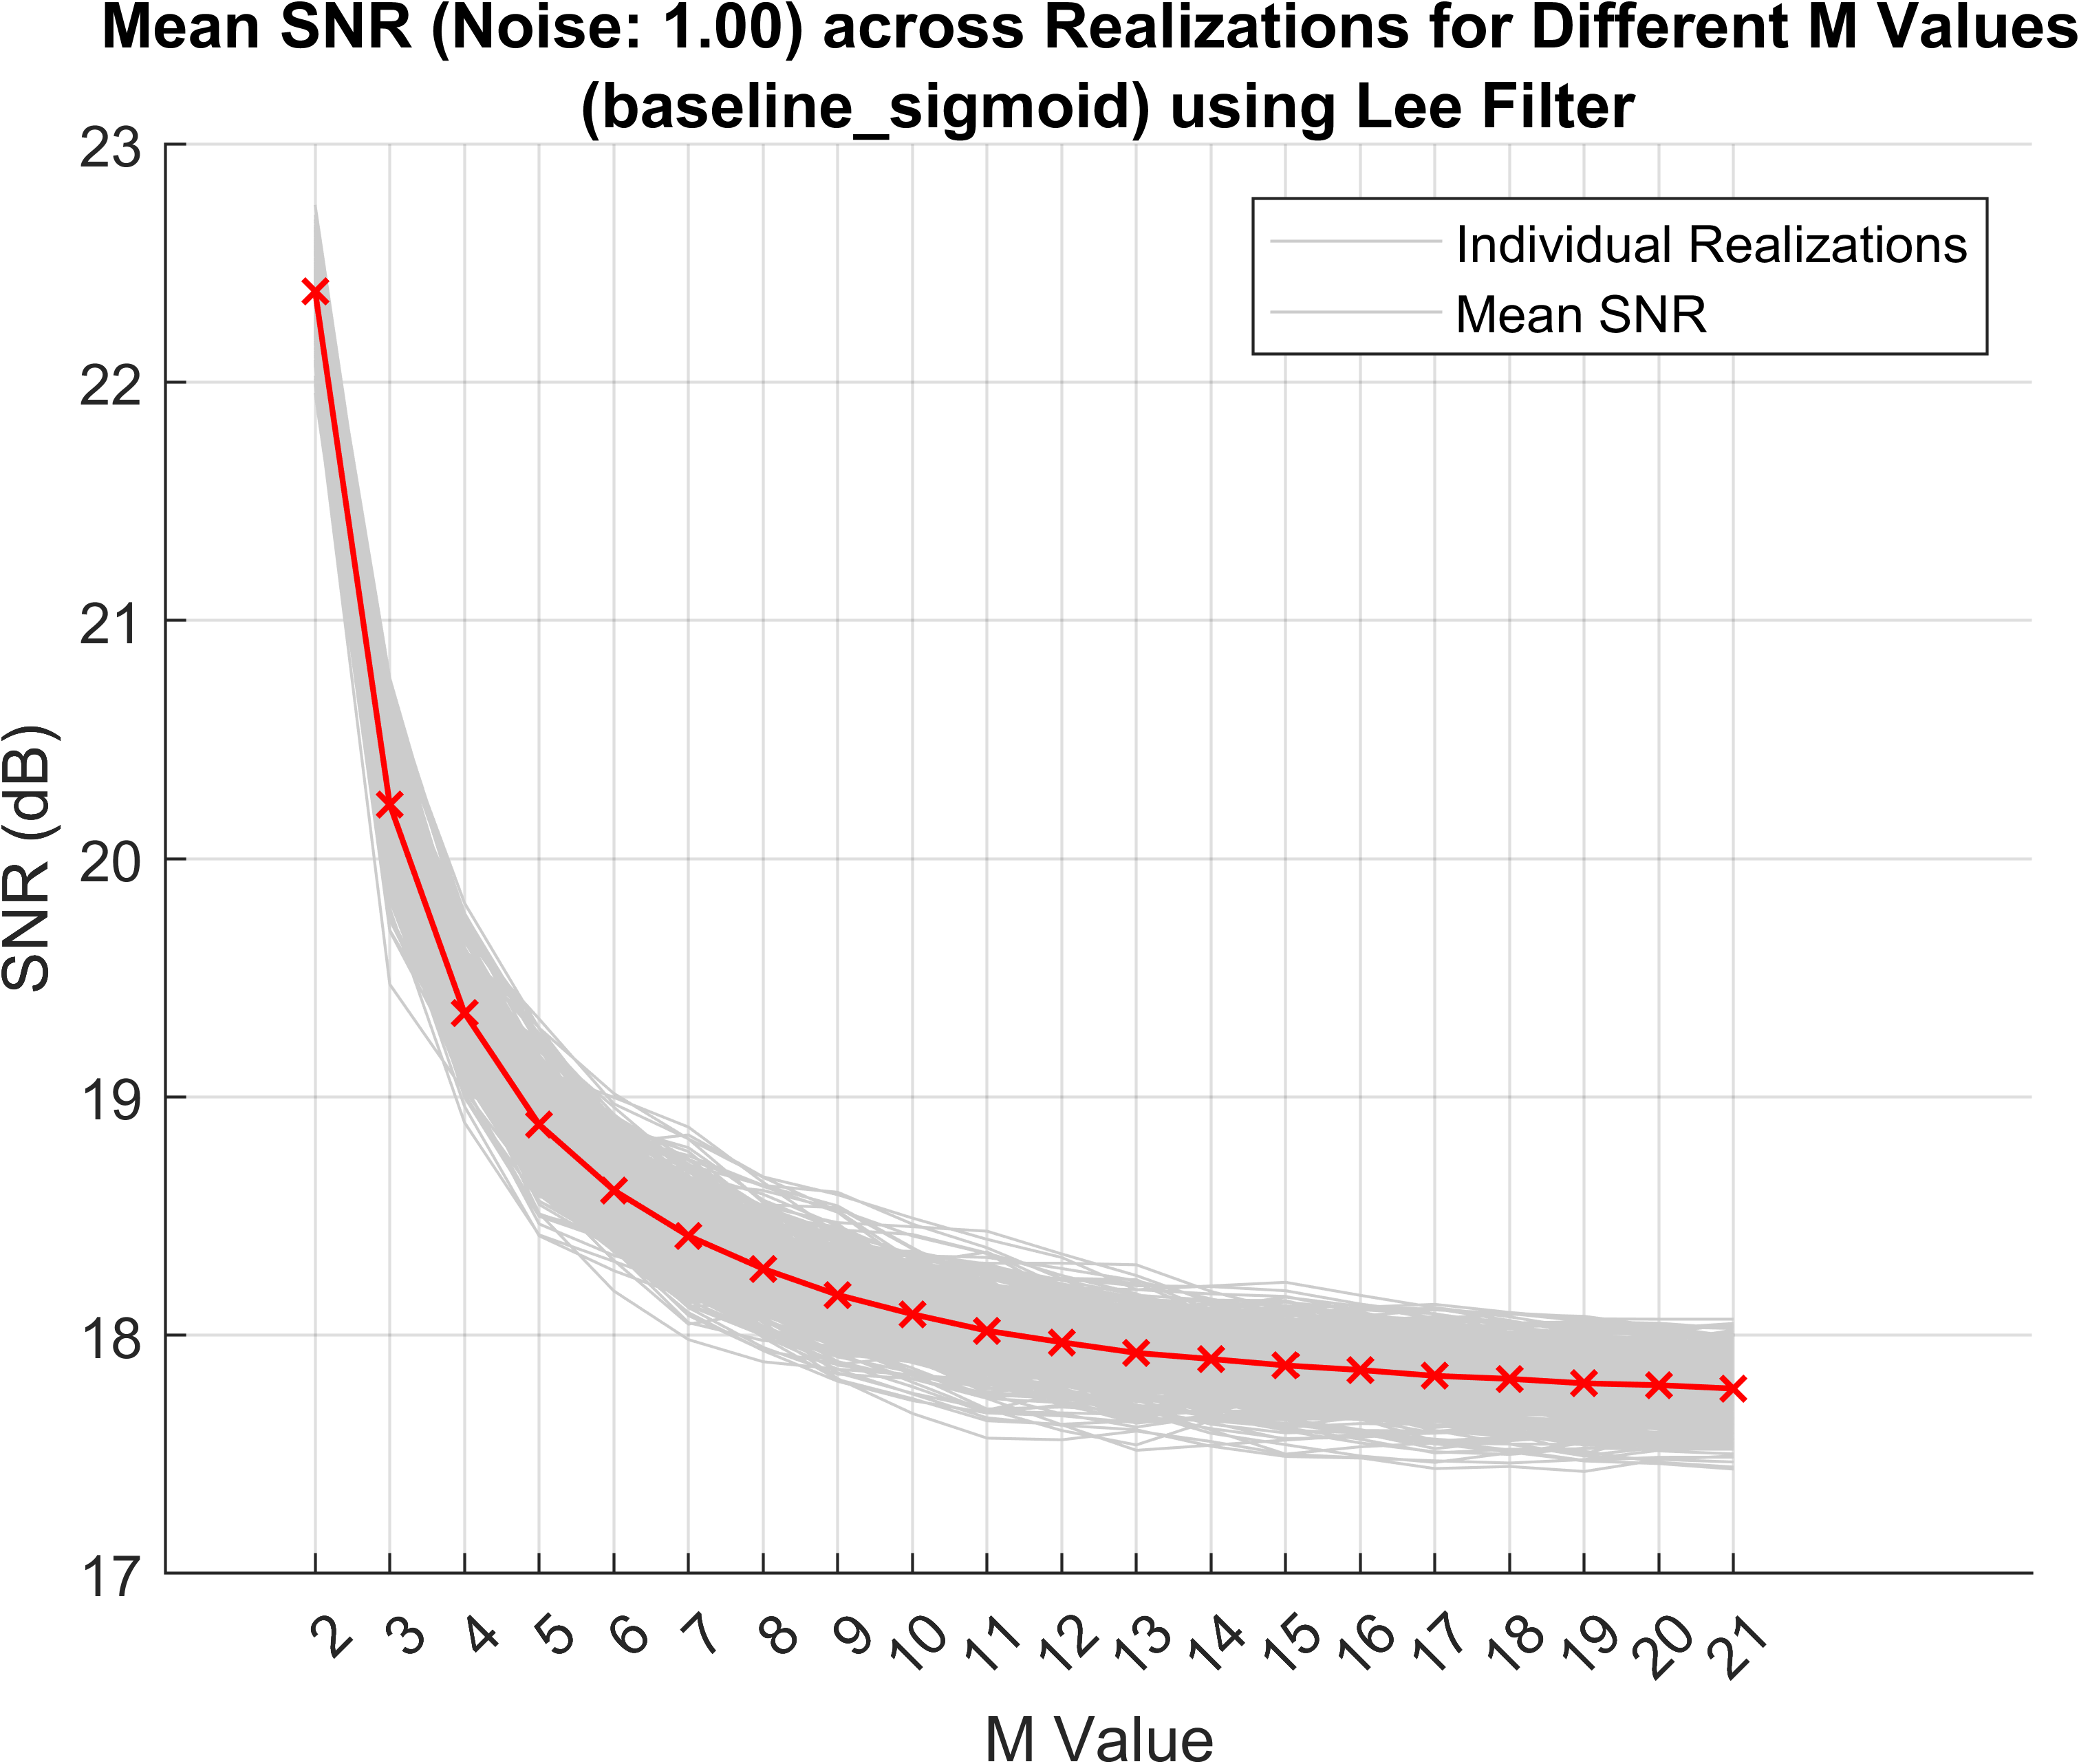 Mean SNR (Noise: 1.00) across Realizations for Different M Values
(baseline_sigmoid) using Lee Filter
23
22
21
20
19
18
17
SNR (dB)
Individual Realizations
Mean SNR
2 3 4 5 6 7 8 9 10 11 12 13 14 15 16 17 18 19 20 21
M Value